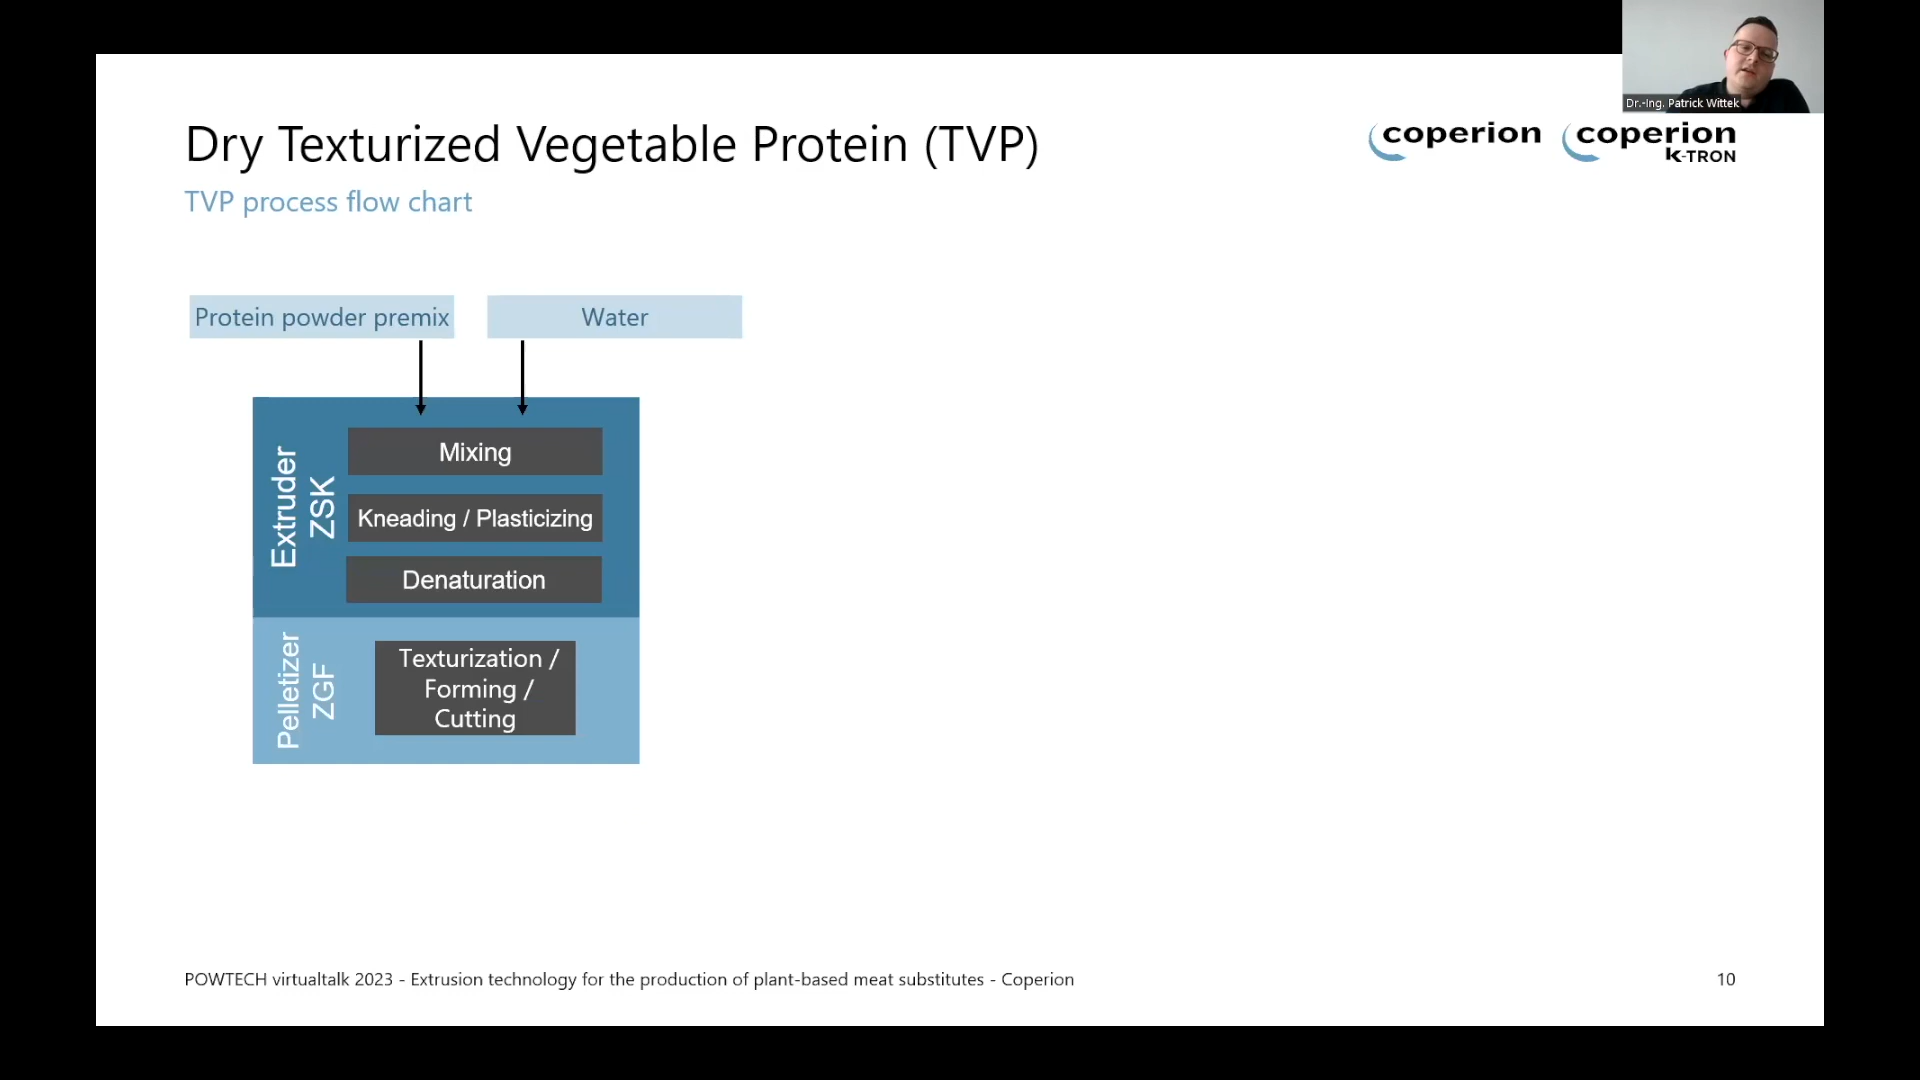 Dr.-Ing. Patrick Wittek
Dry Texturized Vegetable Protein (TVP)
coperion
coperion
K-TRON
TVP process flow chart
Protein powder premix
Water
Extruder
ZSK
Mixing
Kneading / Plasticizing
Denaturation
Pelletizer
ZGF
Texturization /
Forming /
Cutting
POWTECH virtualtalk 2023 - Extrusion technology for the production of plant-based meat substitutes - Coperion
10